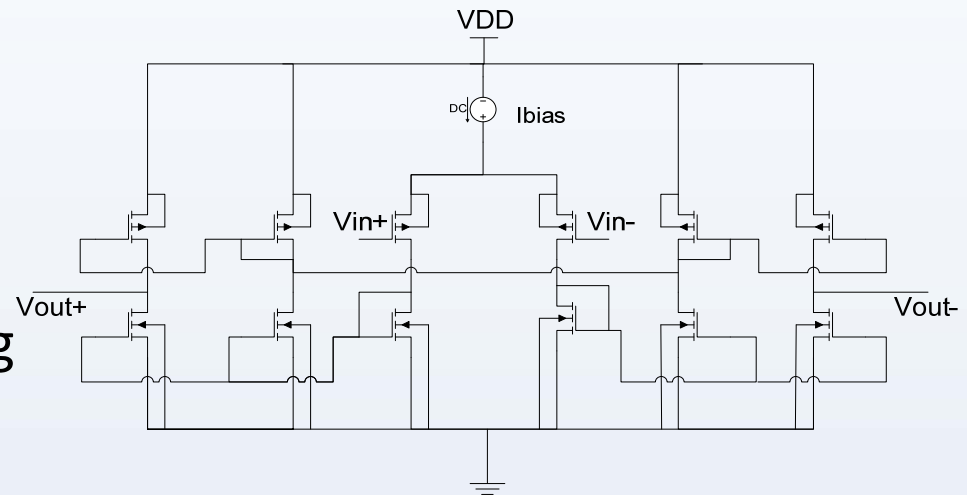 VDD
DC
Ibias
Vin+
Vin-
Vout+
Vout-
g